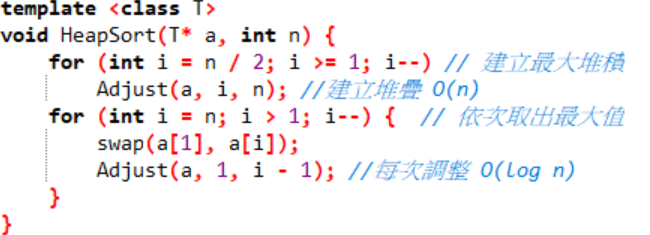 template <class T>
void HeapSort(T* a, int n) {
    for (int i = n / 2; i >= 1; i--) // 建立最大堆積
        Adjust(a, i, n); //建立堆疊 O(n)
    for (int i = n; i > 1; i--) {  // 依次取出最大值
        swap(a[1], a[i]);
        Adjust(a, 1, i - 1); //每次調整 O(log n)
    }
}